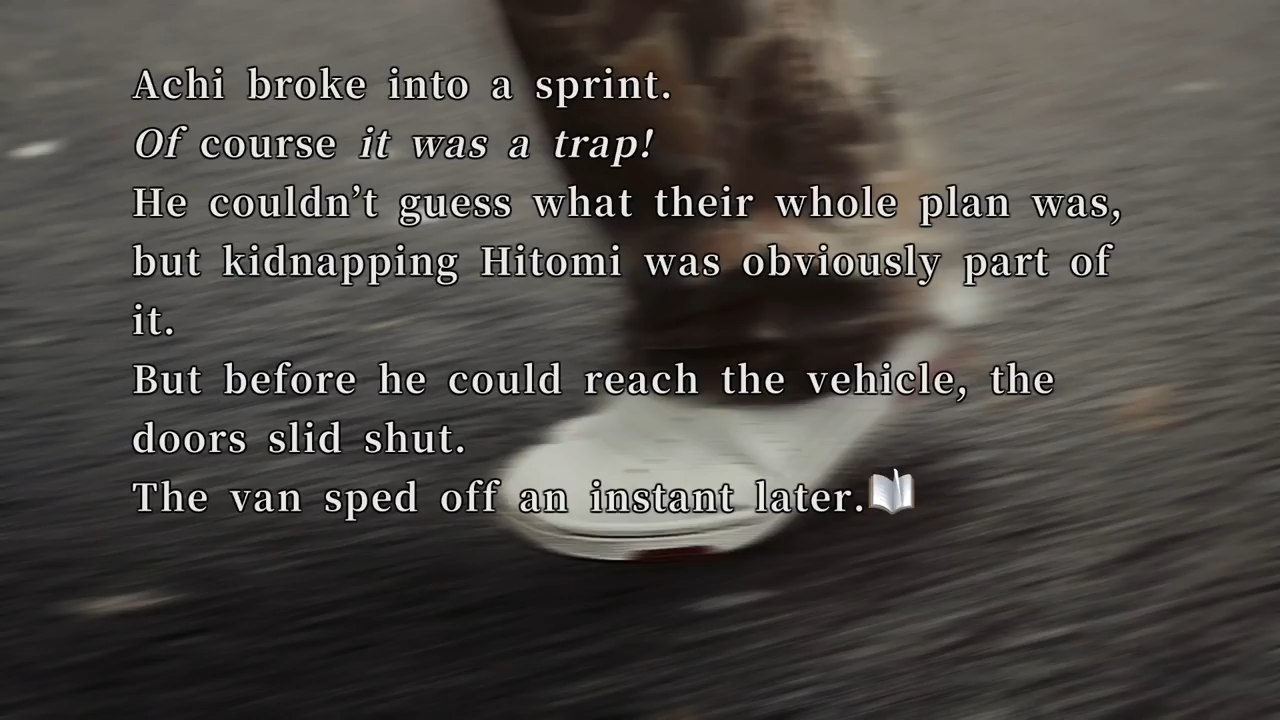 Achi broke into a sprint.
Of course it was a trap!
He couldn’t guess what their whole plan was,
but kidnapping Hitomi was obviously part of
it.
But before he could reach the vehicle, the
doors slid shut.
The van sped off an instant later.